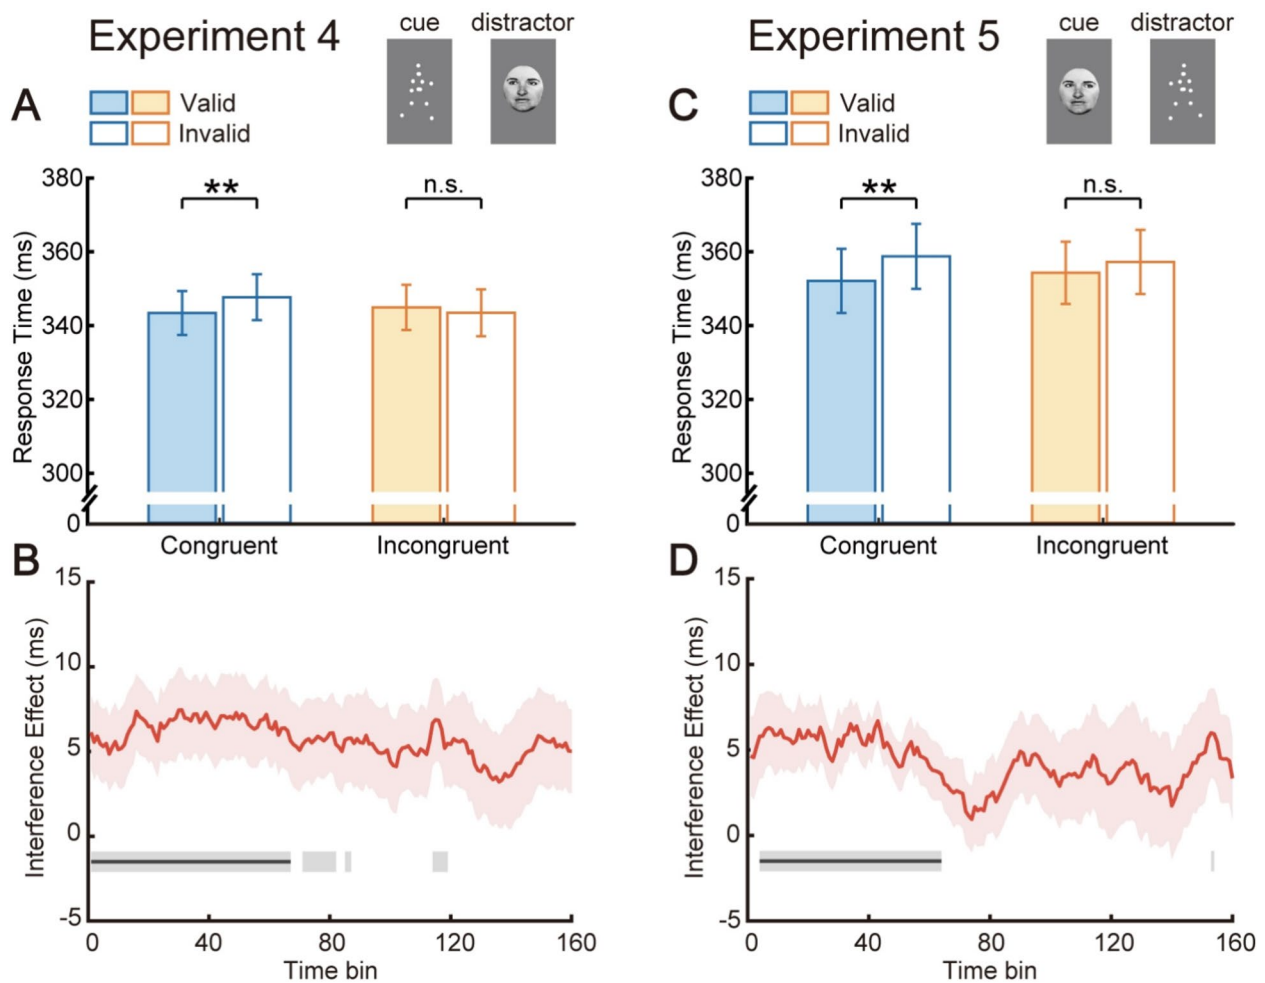 Experiment 4
cue distractor
A
Valid
Invalid
380
360
340
320
300
0
Response Time (ms)
**
n.s.
Congruent Incongruent
B
15
10
5
0
-5
Interference Effect (ms)
0 40 80 120 160
Time bin
Experiment 5
cue distractor
C
Valid
Invalid
380
360
340
320
300
0
Response Time (ms)
**
n.s.
Congruent Incongruent
D
15
10
5
0
-5
Interference Effect (ms)
0 40 80 120 160
Time bin